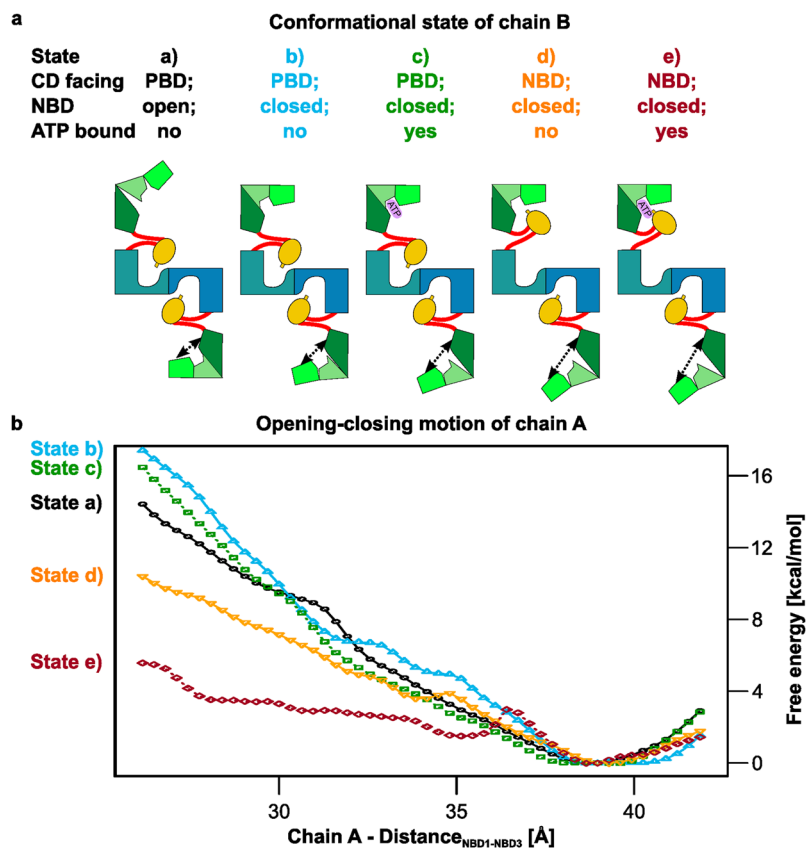 a
Conformational state of chain B
State a) b) c) d) e)
CD facing PBD; PBD; PBD; NBD; NBD;
NBD open; closed; closed; closed; closed;
ATP bound no no yes no yes
ATP ATP
b
Opening-closing motion of chain A
State b)
State c)
State a)
State d)
State e)
16
12
8
4
0
Free energy [kcal/mol]
30 35 40
Chain A - Distance NBD1-NBD3 [Å]